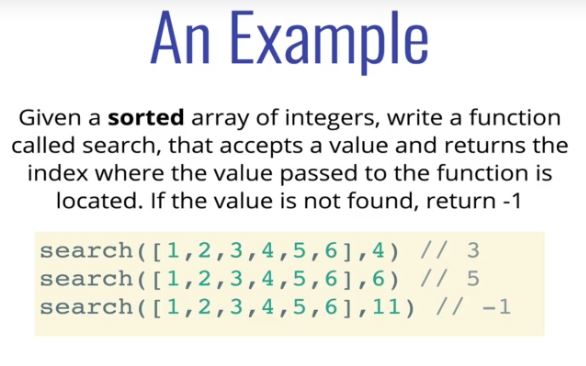 An Example
Given a sorted array of integers, write a function
called search, that accepts a value and returns the
index where the value passed to the function is
located. If the value is not found, return -1
search([1,2,3,4,5,6],4) // 3
search([1,2,3,4,5,6],6) // 5
search([1,2,3,4,5,6],11) // -1